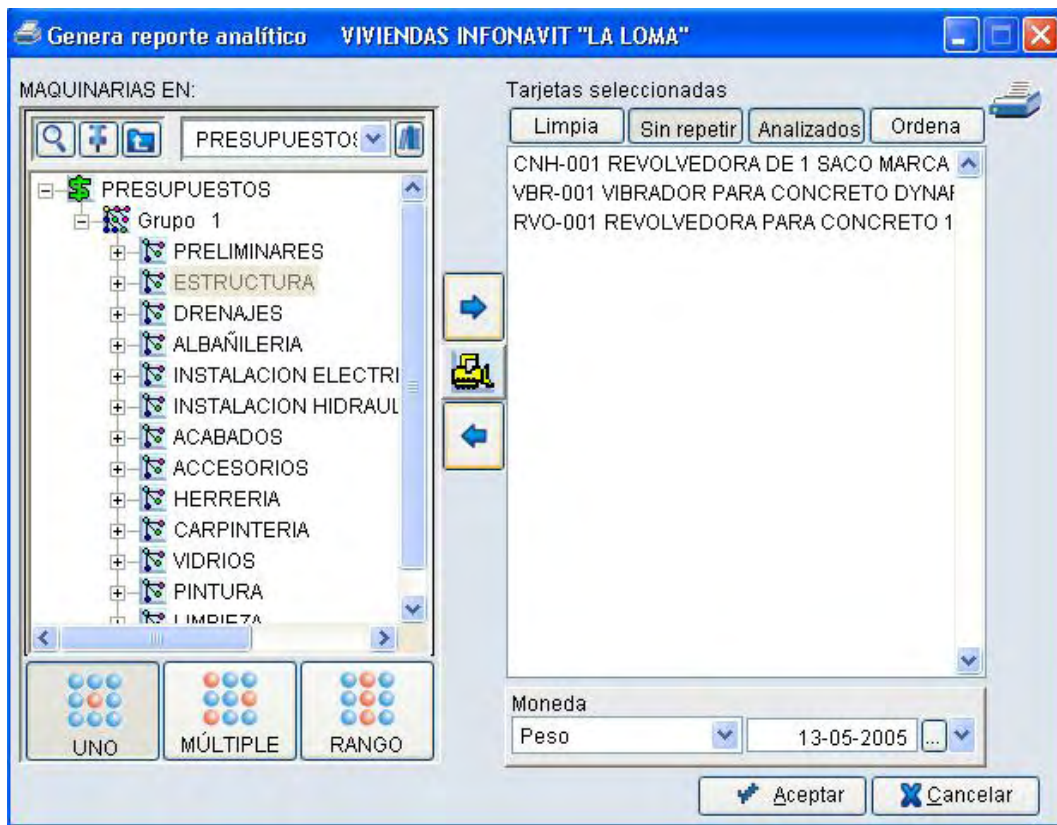 Genera reporte analítico VIVIENDAS INFONAVIT "LA LOMA"
MAQUINARIAS EN:
PRESUPUESTO
PRESUPUESTOS
Grupo 1
PRELIMINARES
ESTRUCTURA
DRENAJES
ALBAÑILERIA
INSTALACION ELECTRI
INSTALACION HIDRAUL
ACABADOS
ACCESORIOS
HERRERIA
CARPINTERIA
VIDRIOS
PINTURA
LIMPIEZA
UNO
MÚLTIPLE
RANGO
Tarjetas seleccionadas
Limpia Sin repetir Analizados Ordena
CNH-001 REVOLVEDORA DE 1 SACO MARCA
VBR-001 VIBRADOR PARA CONCRETO DYNA
RVO-001 REVOLVEDORA PARA CONCRETO 1
Moneda
Peso 13-05-2005 ...
Aceptar Cancelar